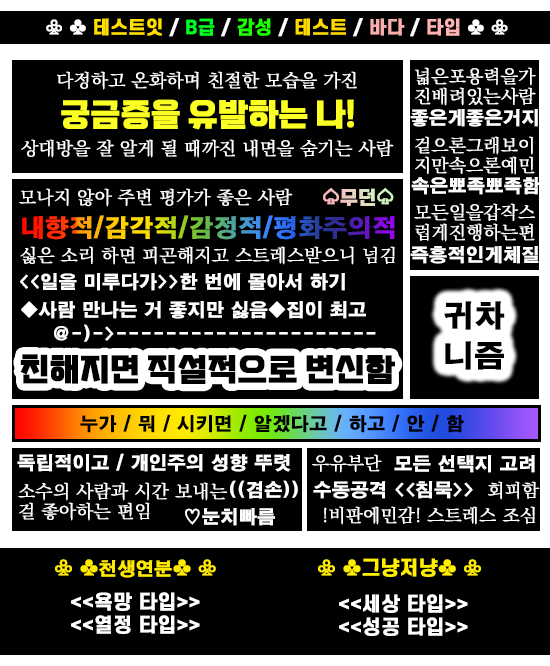 ♧ ♣ 테스트잇 / B급 / 감성 / 테스트 / 바다 / 타입 ♣ ♧
다정하고 온화하며 친절한 모습을 가진
궁금증을 유발하는 나!
상대방을 잘 알게 될 때까진 내면을 숨기는 사람
넓은포용력을가
진배려있는사람
좋은게좋은거지
겉으론그래보이
지만속으론예민
속은뾰족뾰족함
모든일을갑작스
럽게진행하는편
즉흥적인게체질
모나지 않아 주변 평가가 좋은 사람 ♤무던♤
내향적/감각적/감정적/평화주의적
싫은 소리 하면 피곤해지고 스트레스받으니 넘김
<<일을 미루다가>>한 번에 몰아서 하기
◆사람 만나는 거 좋지만 싫음◆집이 최고
@-)->----------------------
친해지면 직설적으로 변신함
귀차
니즘
누가 / 뭐 / 시키면 / 알겠다고 / 하고 / 안 / 함
독립적이고 / 개인주의 성향 뚜렷
소수의 사람과 시간 보내는((겸손))
걸 좋아하는 편임 ♡눈치빠름
우유부단 모든 선택지 고려
수동공격 <<침묵>> 회피함
!비판에민감! 스트레스 조심
♧ ♣천생연분♣ ♧
<<욕망 타입>>
<<열정 타입>>
♧ ♣그냥저냥♣ ♧
<<세상 타입>>
<<성공 타입>>